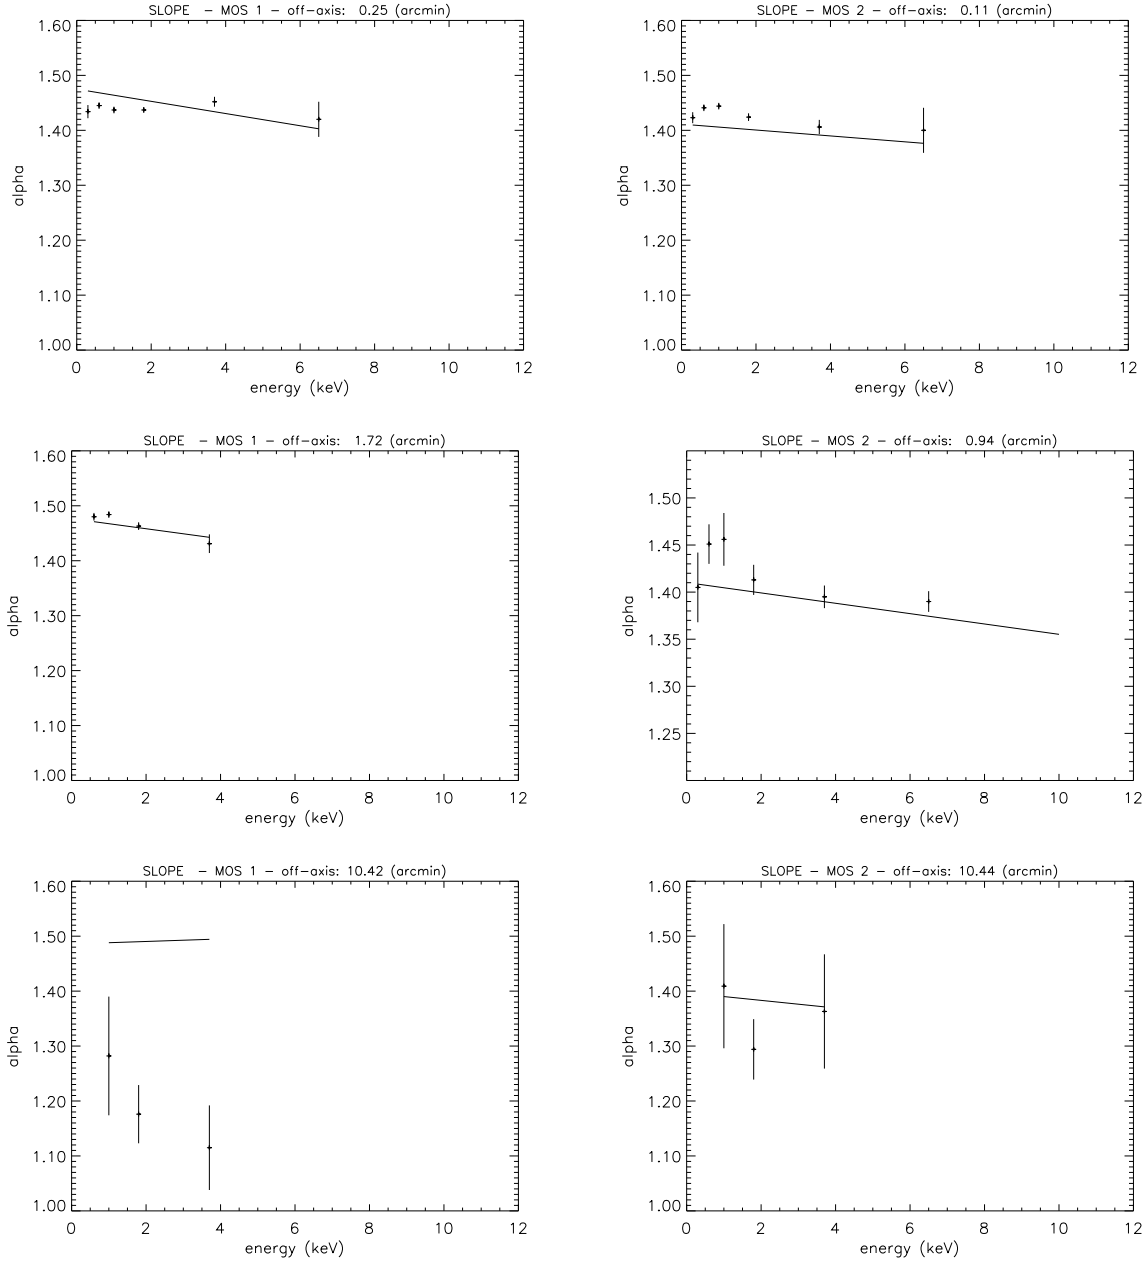 SLOPE − MOS 1 − off−axis: 0.25 (arcmin)
1.60
1.50
1.40
1.30
1.20
1.10
1.00
alpha
0 2 4 6 8 10 12
energy (keV)
SLOPE − MOS 2 − off−axis: 0.11 (arcmin)
1.60
1.50
1.40
1.30
1.20
1.10
1.00
alpha
0 2 4 6 8 10 12
energy (keV)
SLOPE − MOS 1 − off−axis: 1.72 (arcmin)
1.60
1.50
1.40
1.30
1.20
1.10
1.00
alpha
0 2 4 6 8 10 12
energy (keV)
SLOPE − MOS 2 − off−axis: 0.94 (arcmin)
1.50
1.45
1.40
1.35
1.30
1.25
alpha
0 2 4 6 8 10 12
energy (keV)
SLOPE − MOS 1 − off−axis: 10.42 (arcmin)
1.60
1.50
1.40
1.30
1.20
1.10
1.00
alpha
0 2 4 6 8 10 12
energy (keV)
SLOPE − MOS 2 − off−axis: 10.44 (arcmin)
1.60
1.50
1.40
1.30
1.20
1.10
1.00
alpha
0 2 4 6 8 10 12
energy (keV)